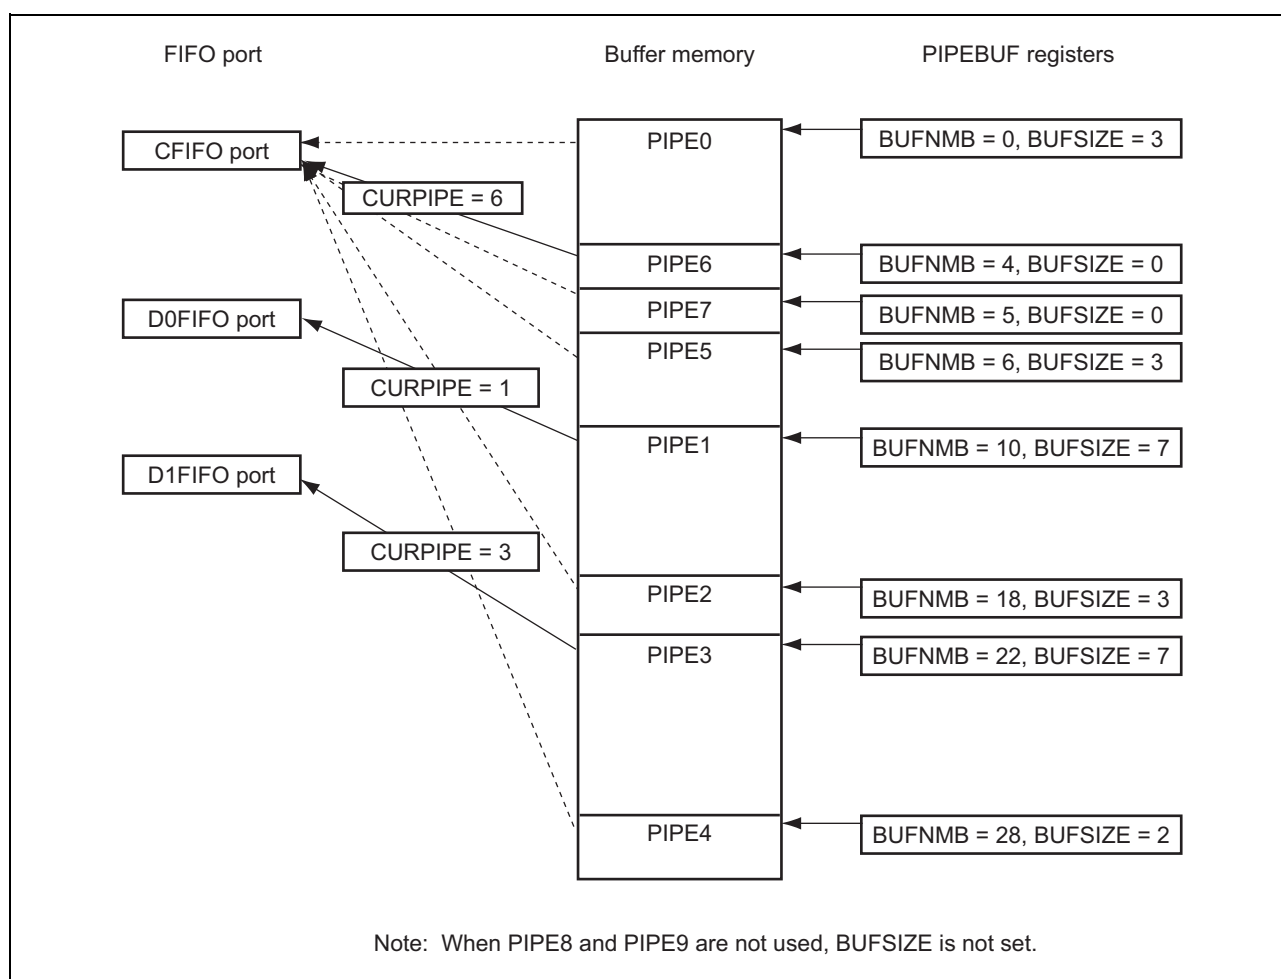 FIFO port Buffer memory PIPEBUF registers
CFIFO port PIPE0 BUFNMB = 0, BUFSIZE = 3
CURPIPE = 6
PIPE6 BUFNMB = 4, BUFSIZE = 0
D0FIFO port PIPE7 BUFNMB = 5, BUFSIZE = 0
PIPE5 BUFNMB = 6, BUFSIZE = 3
CURPIPE = 1
PIPE1 BUFNMB = 10, BUFSIZE = 7
D1FIFO port
CURPIPE = 3
PIPE2 BUFNMB = 18, BUFSIZE = 3
PIPE3 BUFNMB = 22, BUFSIZE = 7
PIPE4 BUFNMB = 28, BUFSIZE = 2
Note: When PIPE8 and PIPE9 are not used, BUFSIZE is not set.